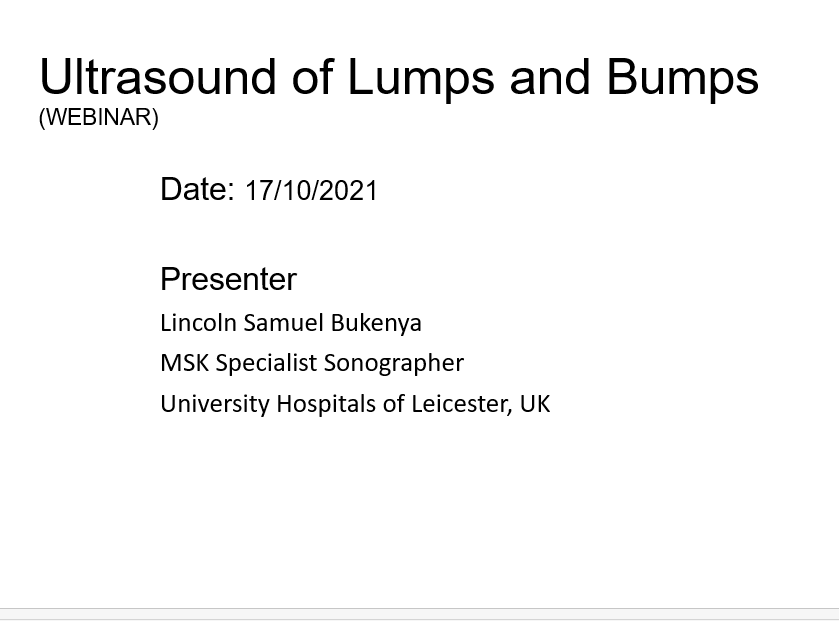 Ultrasound of Lumps and Bumps
(WEBINAR)
Date: 17/10/2021
Presenter
Lincoln Samuel Bukenya
MSK Specialist Sonographer
University Hospitals of Leicester, UK